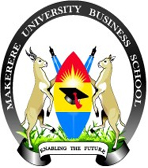 MAKERERE UNIVERSITY BUSINESS SCHOOL
ENABLING THE FUTURE